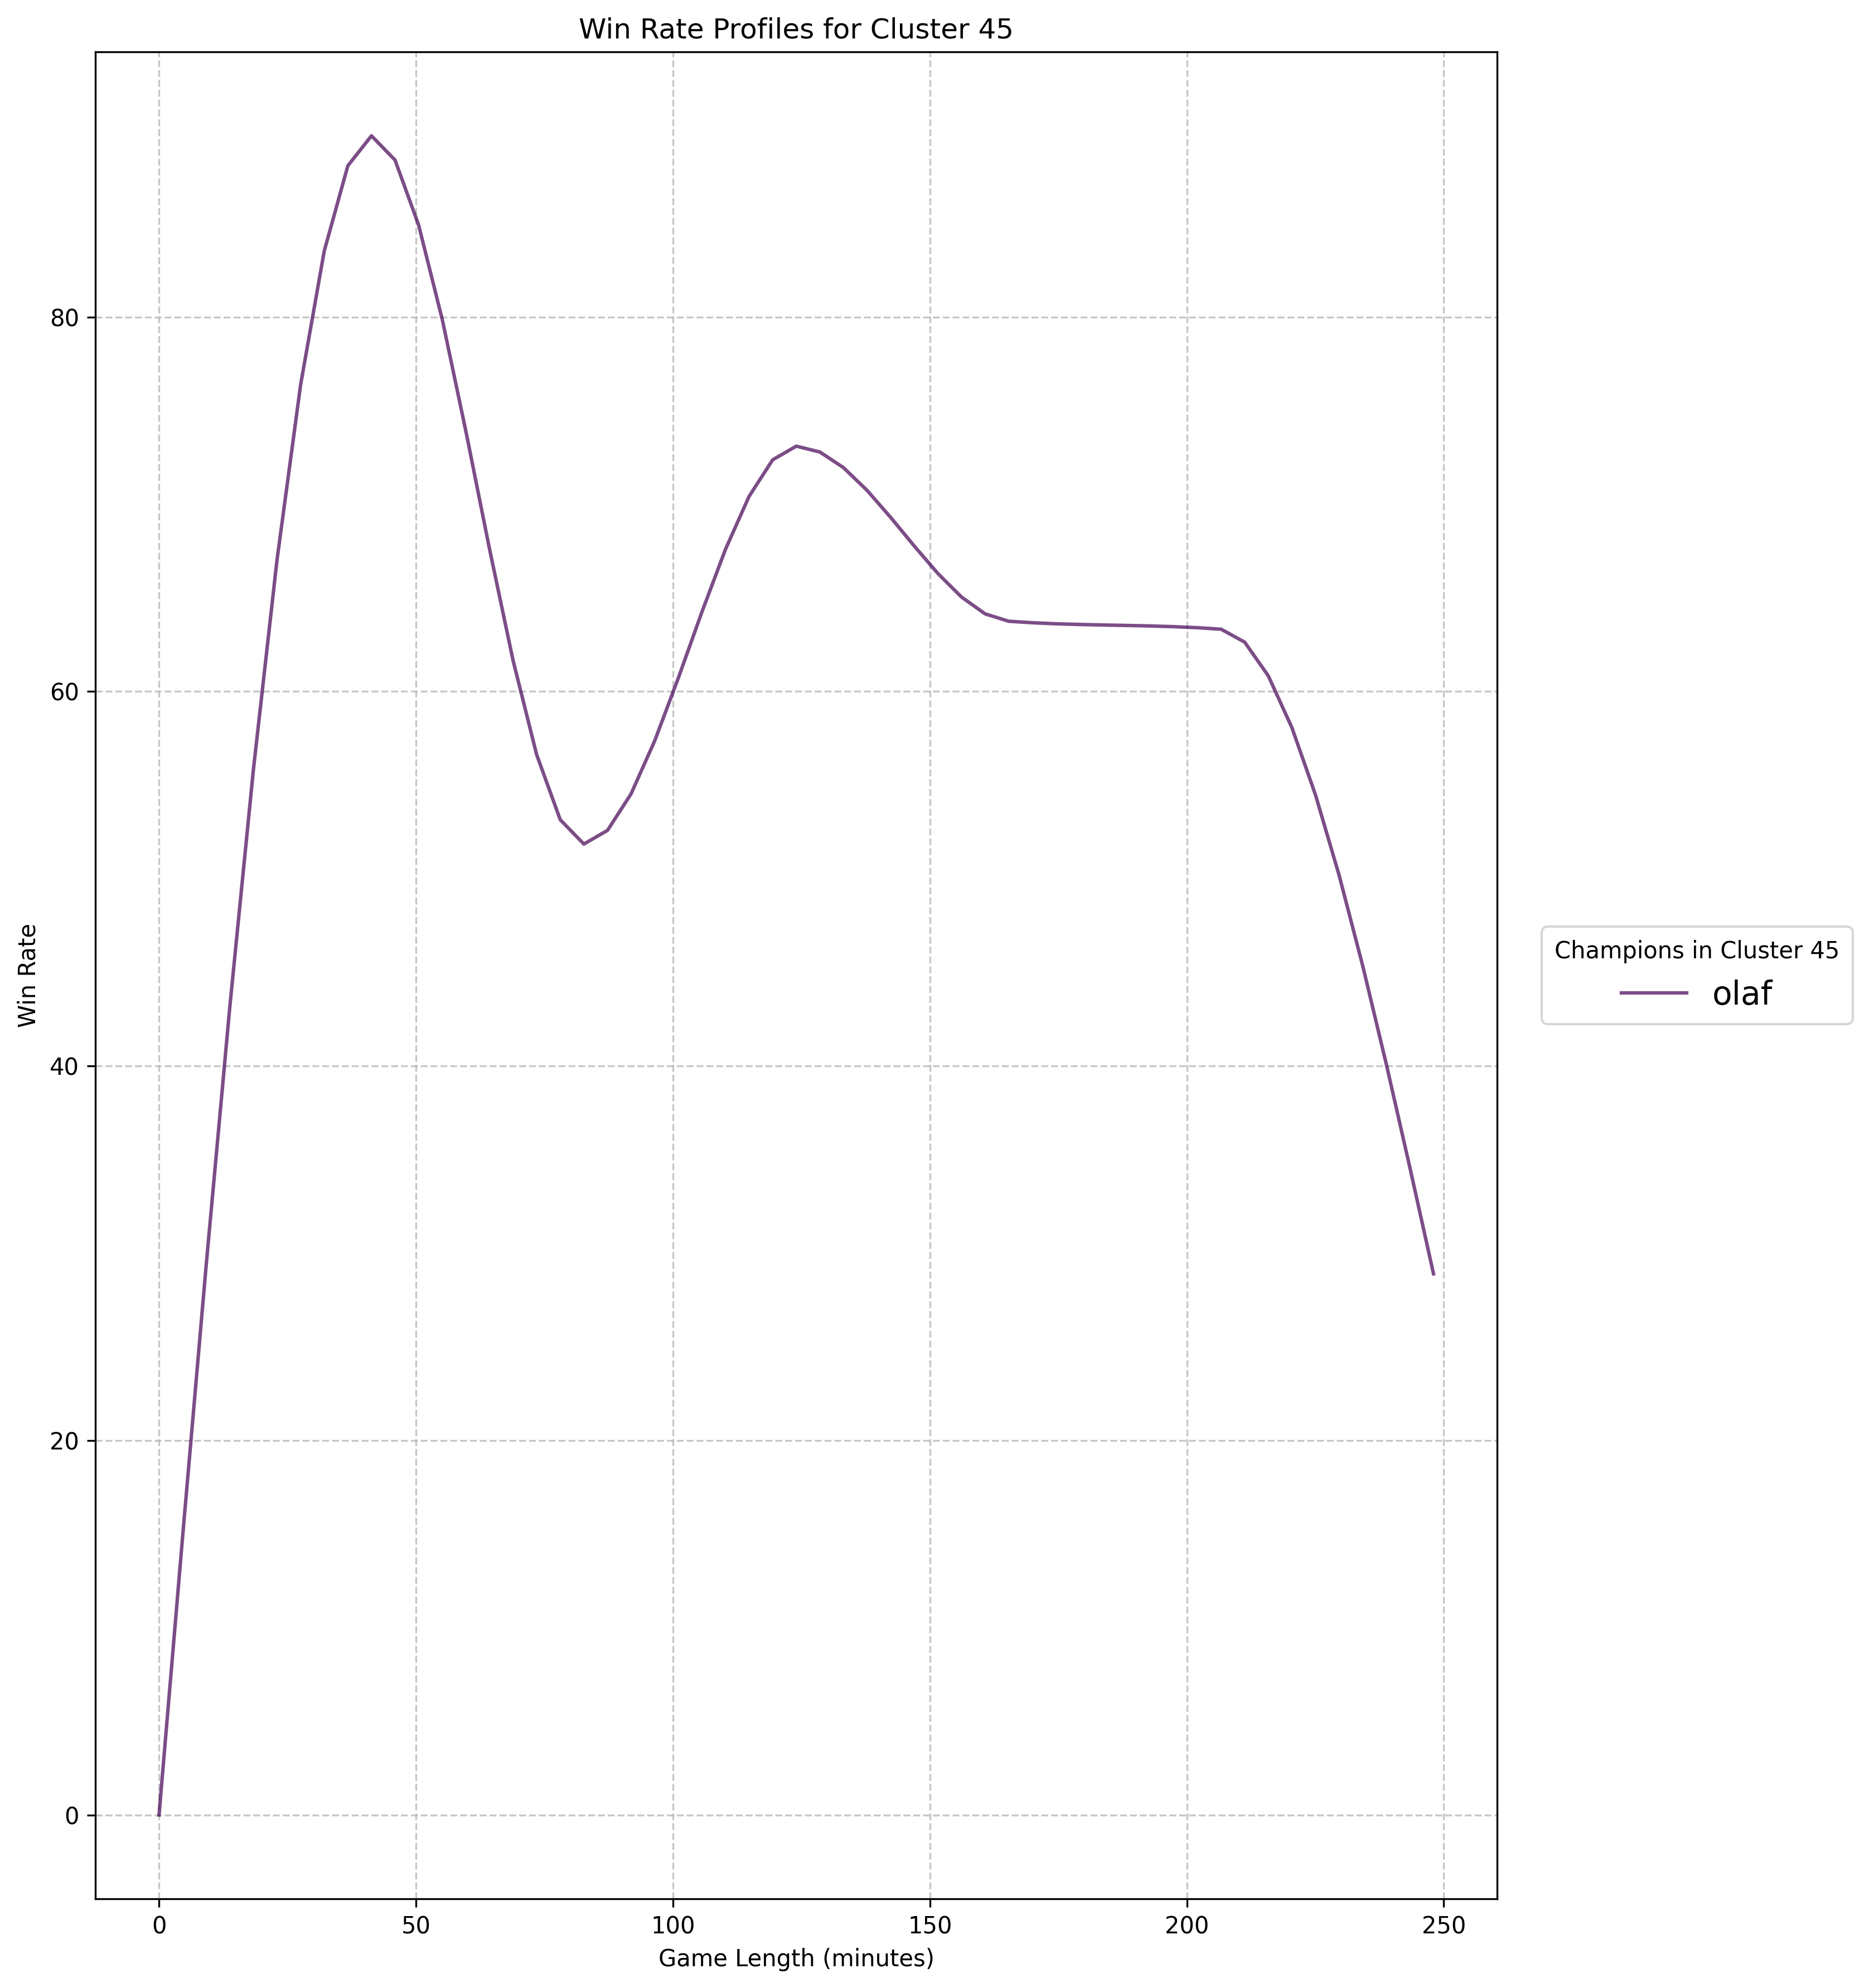 Win Rate Profiles for Cluster 45
80
60
40
20
0
Win Rate
0 50 100 150 200 250
Game Length (minutes)
Champions in Cluster 45
olaf